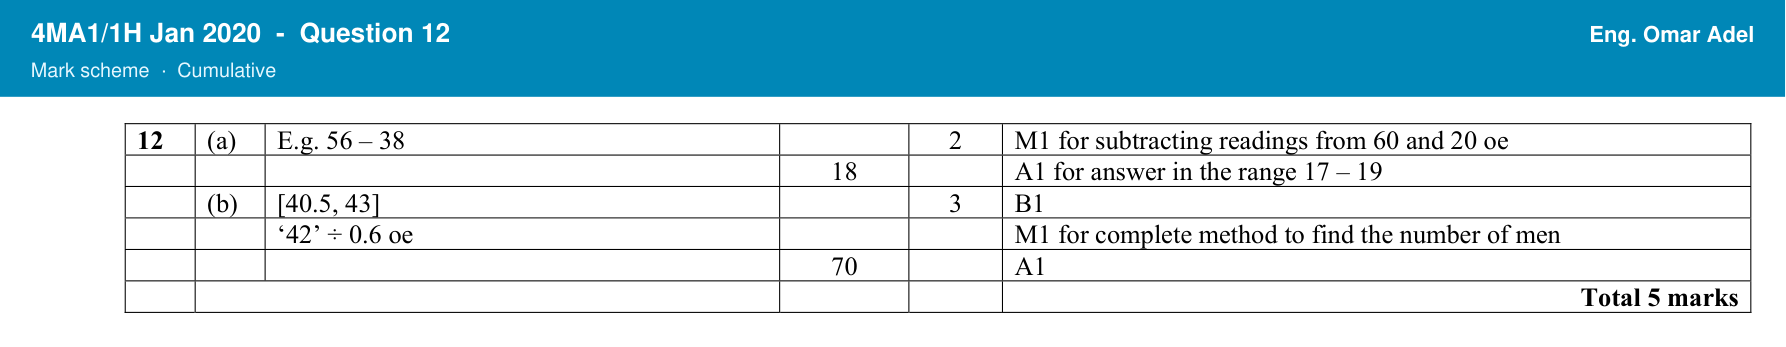 4MA1/1H Jan 2020 - Question 12
Eng. Omar Adel
Mark scheme · Cumulative
12 (a) E.g. 56 – 38 2 M1 for subtracting readings from 60 and 20 oe
18 A1 for answer in the range 17 – 19
(b) [40.5, 43] 3 B1
‘42’ ÷ 0.6 oe M1 for complete method to find the number of men
70 A1
Total 5 marks